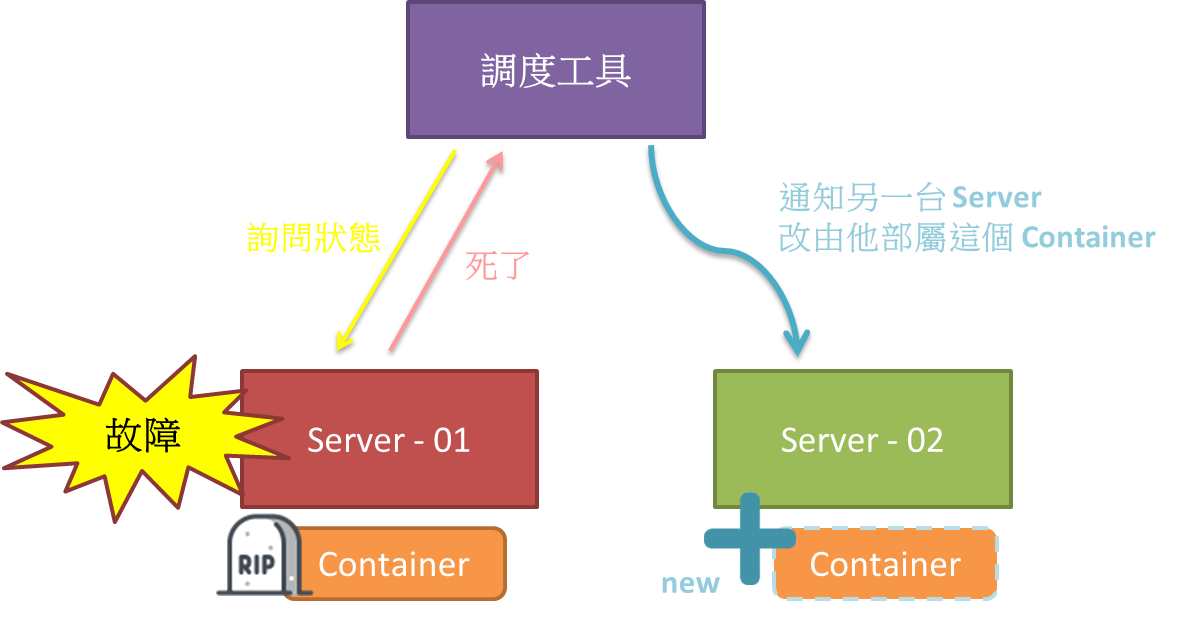 調度工具
詢問狀態
死了
通知另一台 Server
改由他部屬這個 Container
故障
Server - 01
Server - 02
RIP
Container
new
Container